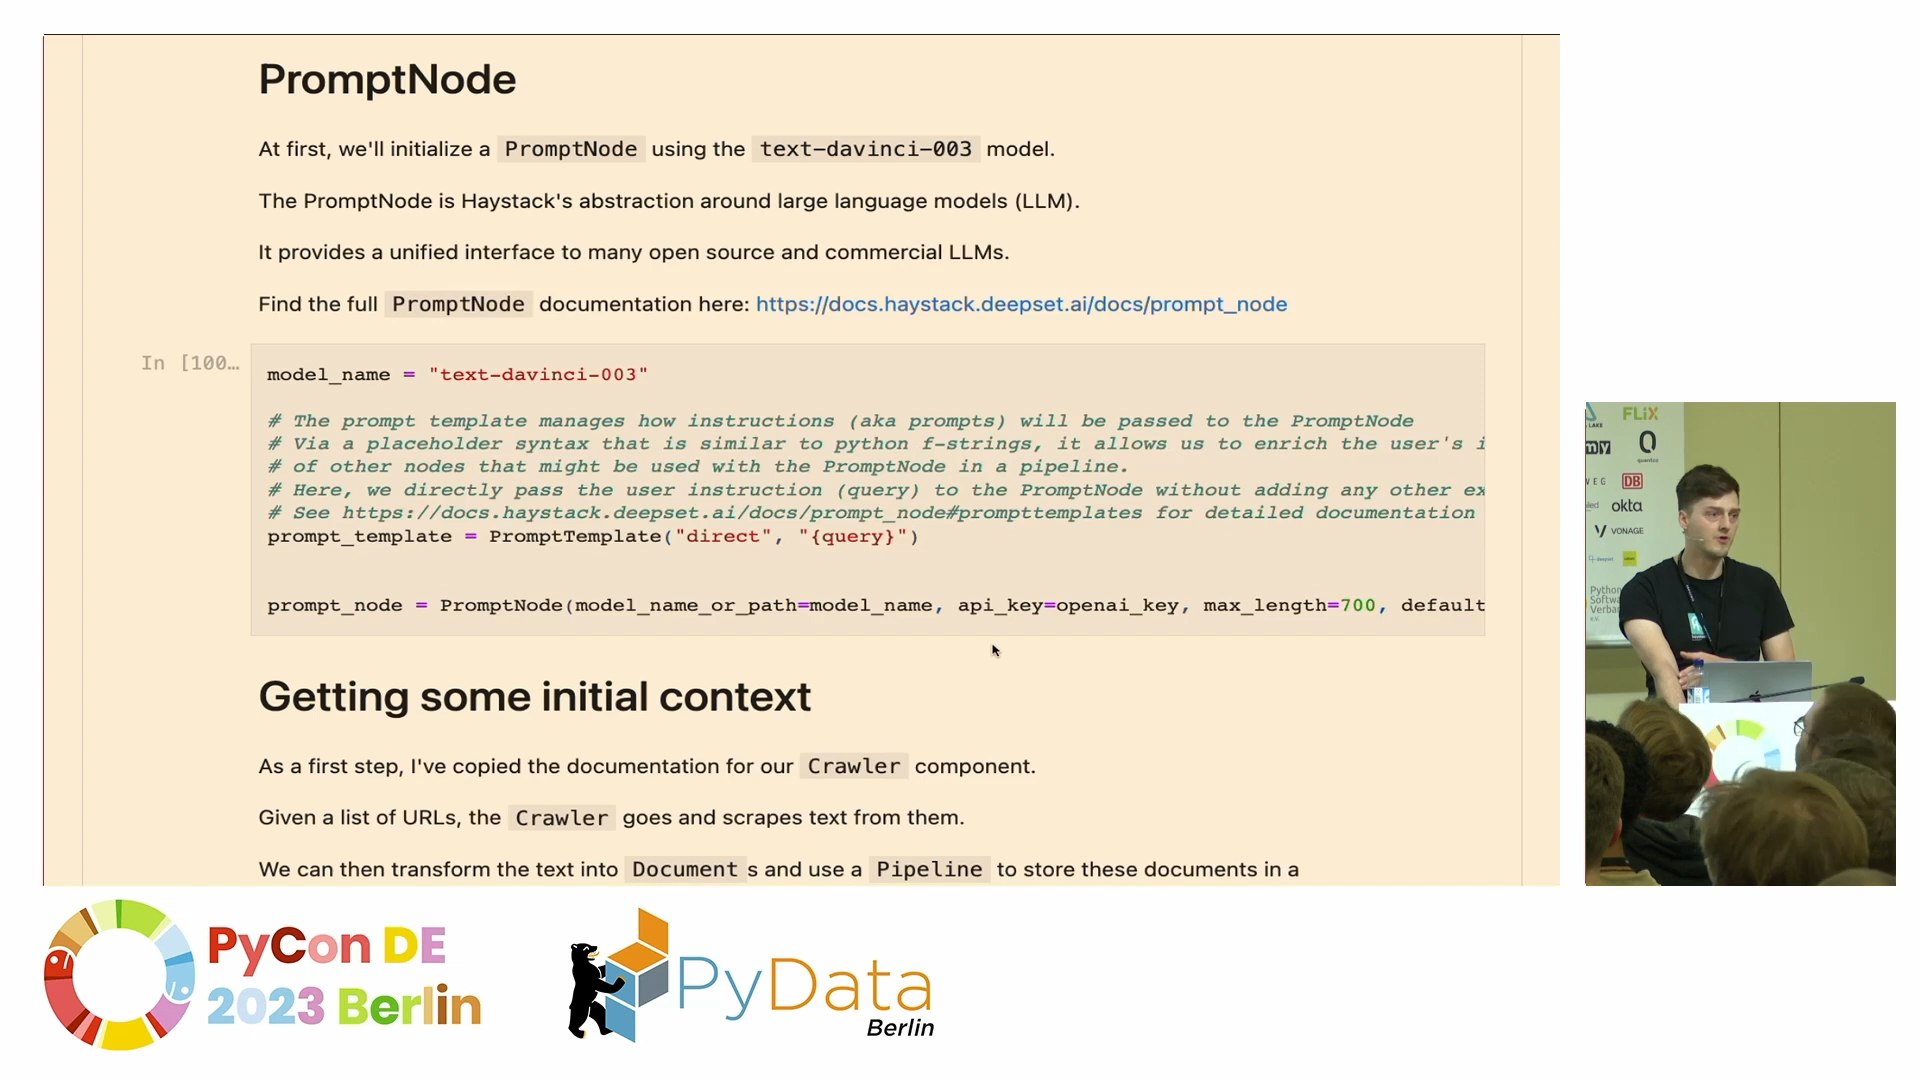 PromptNode
At first, we'll initialize a PromptNode using the text-davinci-003 model.
The PromptNode is Haystack's abstraction around large language models (LLM).
It provides a unified interface to many open source and commercial LLMs.
Find the full PromptNode documentation here: https://docs.haystack.deepset.ai/docs/prompt_node
In [100…
model_name = "text-davinci-003"
# The prompt template manages how instructions (aka prompts) will be passed to the PromptNode
# Via a placeholder syntax that is similar to python f-strings, it allows us to enrich the user's i
# of other nodes that might be used with the PromptNode in a pipeline.
# Here, we directly pass the user instruction (query) to the PromptNode without adding any other ex
# See https://docs.haystack.deepset.ai/docs/prompt_node#prompttemplates for detailed documentation
prompt_template = PromptTemplate("direct", "{query}")
prompt_node = PromptNode(model_name_or_path=model_name, api_key=openai_key, max_length=700, default
Getting some initial context
As a first step, I've copied the documentation for our Crawler component.
Given a list of URLs, the Crawler goes and scrapes text from them.
We can then transform the text into Documents and use a Pipeline to store these documents in a
FLiX
LAKE
DB
okta
VONAGE
deepset
Python
Softwa
Verba
e.V.
PyCon DE
2023 Berlin
PyData
Berlin